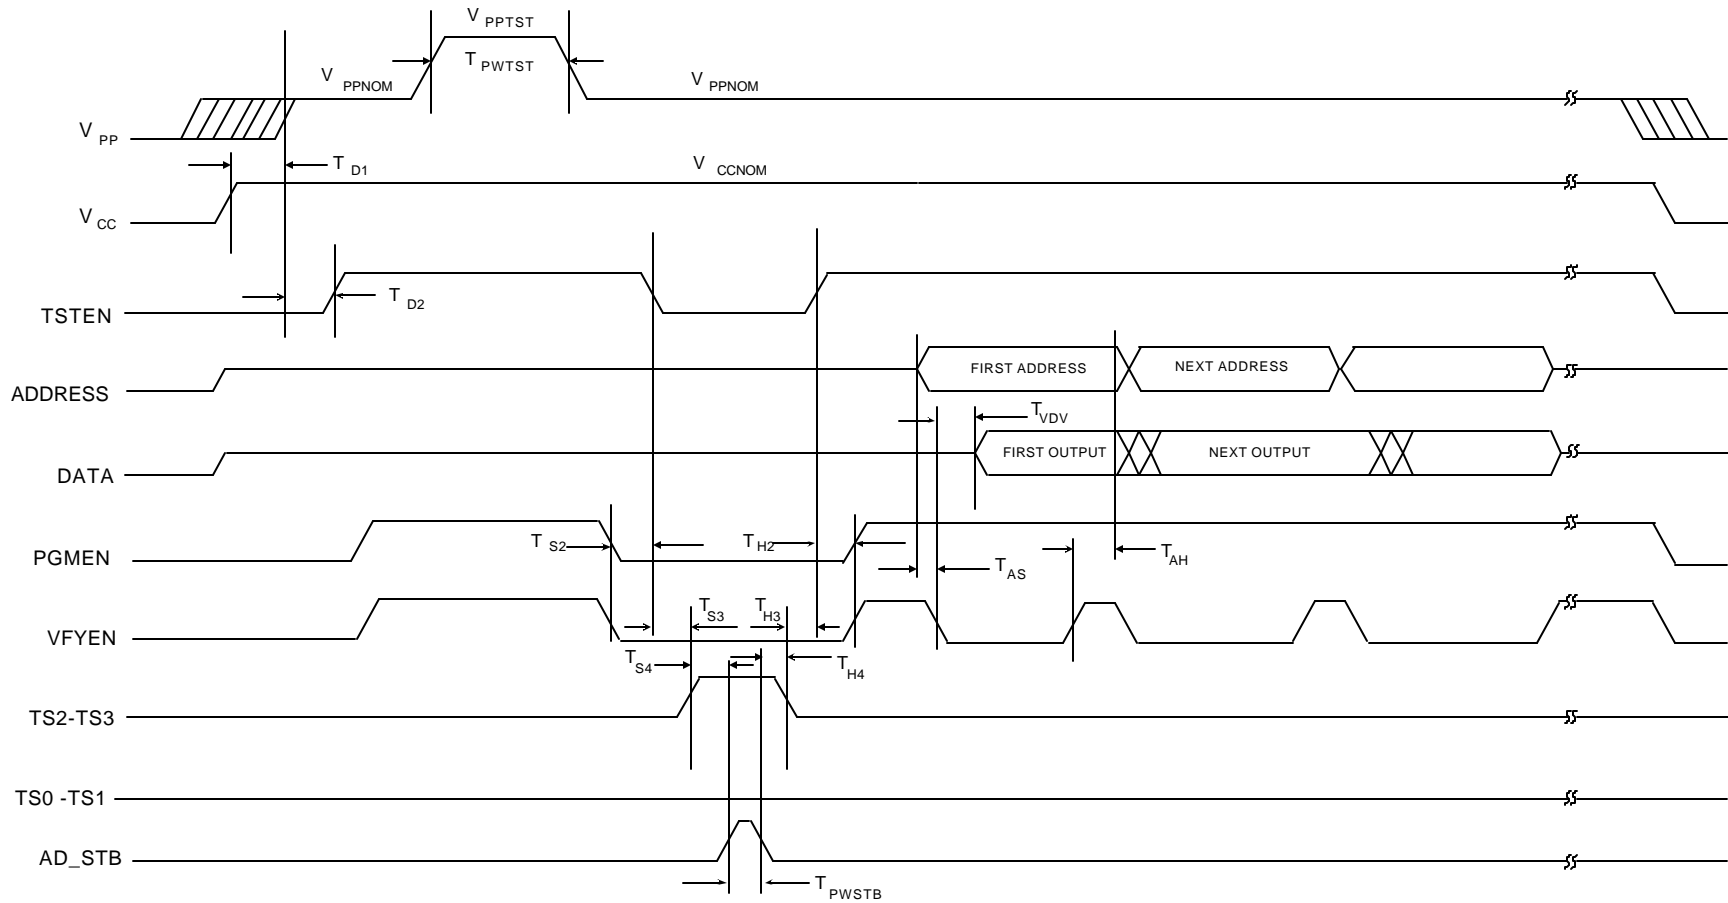 V PPTST
T PWTST
V PPNOM
V PPNOM
V PP
T D1
V CCNOM
V CC
T D2
TSTEN
FIRST ADDRESS
NEXT ADDRESS
ADDRESS
T VDV
FIRST OUTPUT
NEXT OUTPUT
DATA
T S2
T H2
T AH
PGMEN
T AS
T S3
T H3
VFYEN
T S4
T H4
TS2-TS3
TS0 -TS1
AD_STB
T PWSTB